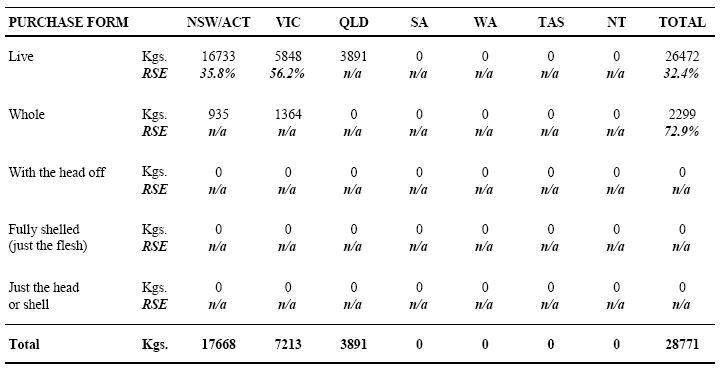 PURCHASE FORM NSW/ACT VIC QLD SA WA TAS NT TOTAL
Live Kgs. 16733 5848 3891 0 0 0 0 26472
RSE 35.8% 56.2% n/a n/a n/a n/a n/a 32.4%
Whole Kgs. 935 1364 0 0 0 0 0 2299
RSE n/a n/a n/a n/a n/a n/a n/a 72.9%
With the head off Kgs. 0 0 0 0 0 0 0 0
RSE n/a n/a n/a n/a n/a n/a n/a n/a
Fully shelled Kgs. 0 0 0 0 0 0 0 0
(just the flesh) RSE n/a n/a n/a n/a n/a n/a n/a n/a
Just the head Kgs. 0 0 0 0 0 0 0 0
or shell RSE n/a n/a n/a n/a n/a n/a n/a n/a
Total Kgs. 17668 7213 3891 0 0 0 0 28771